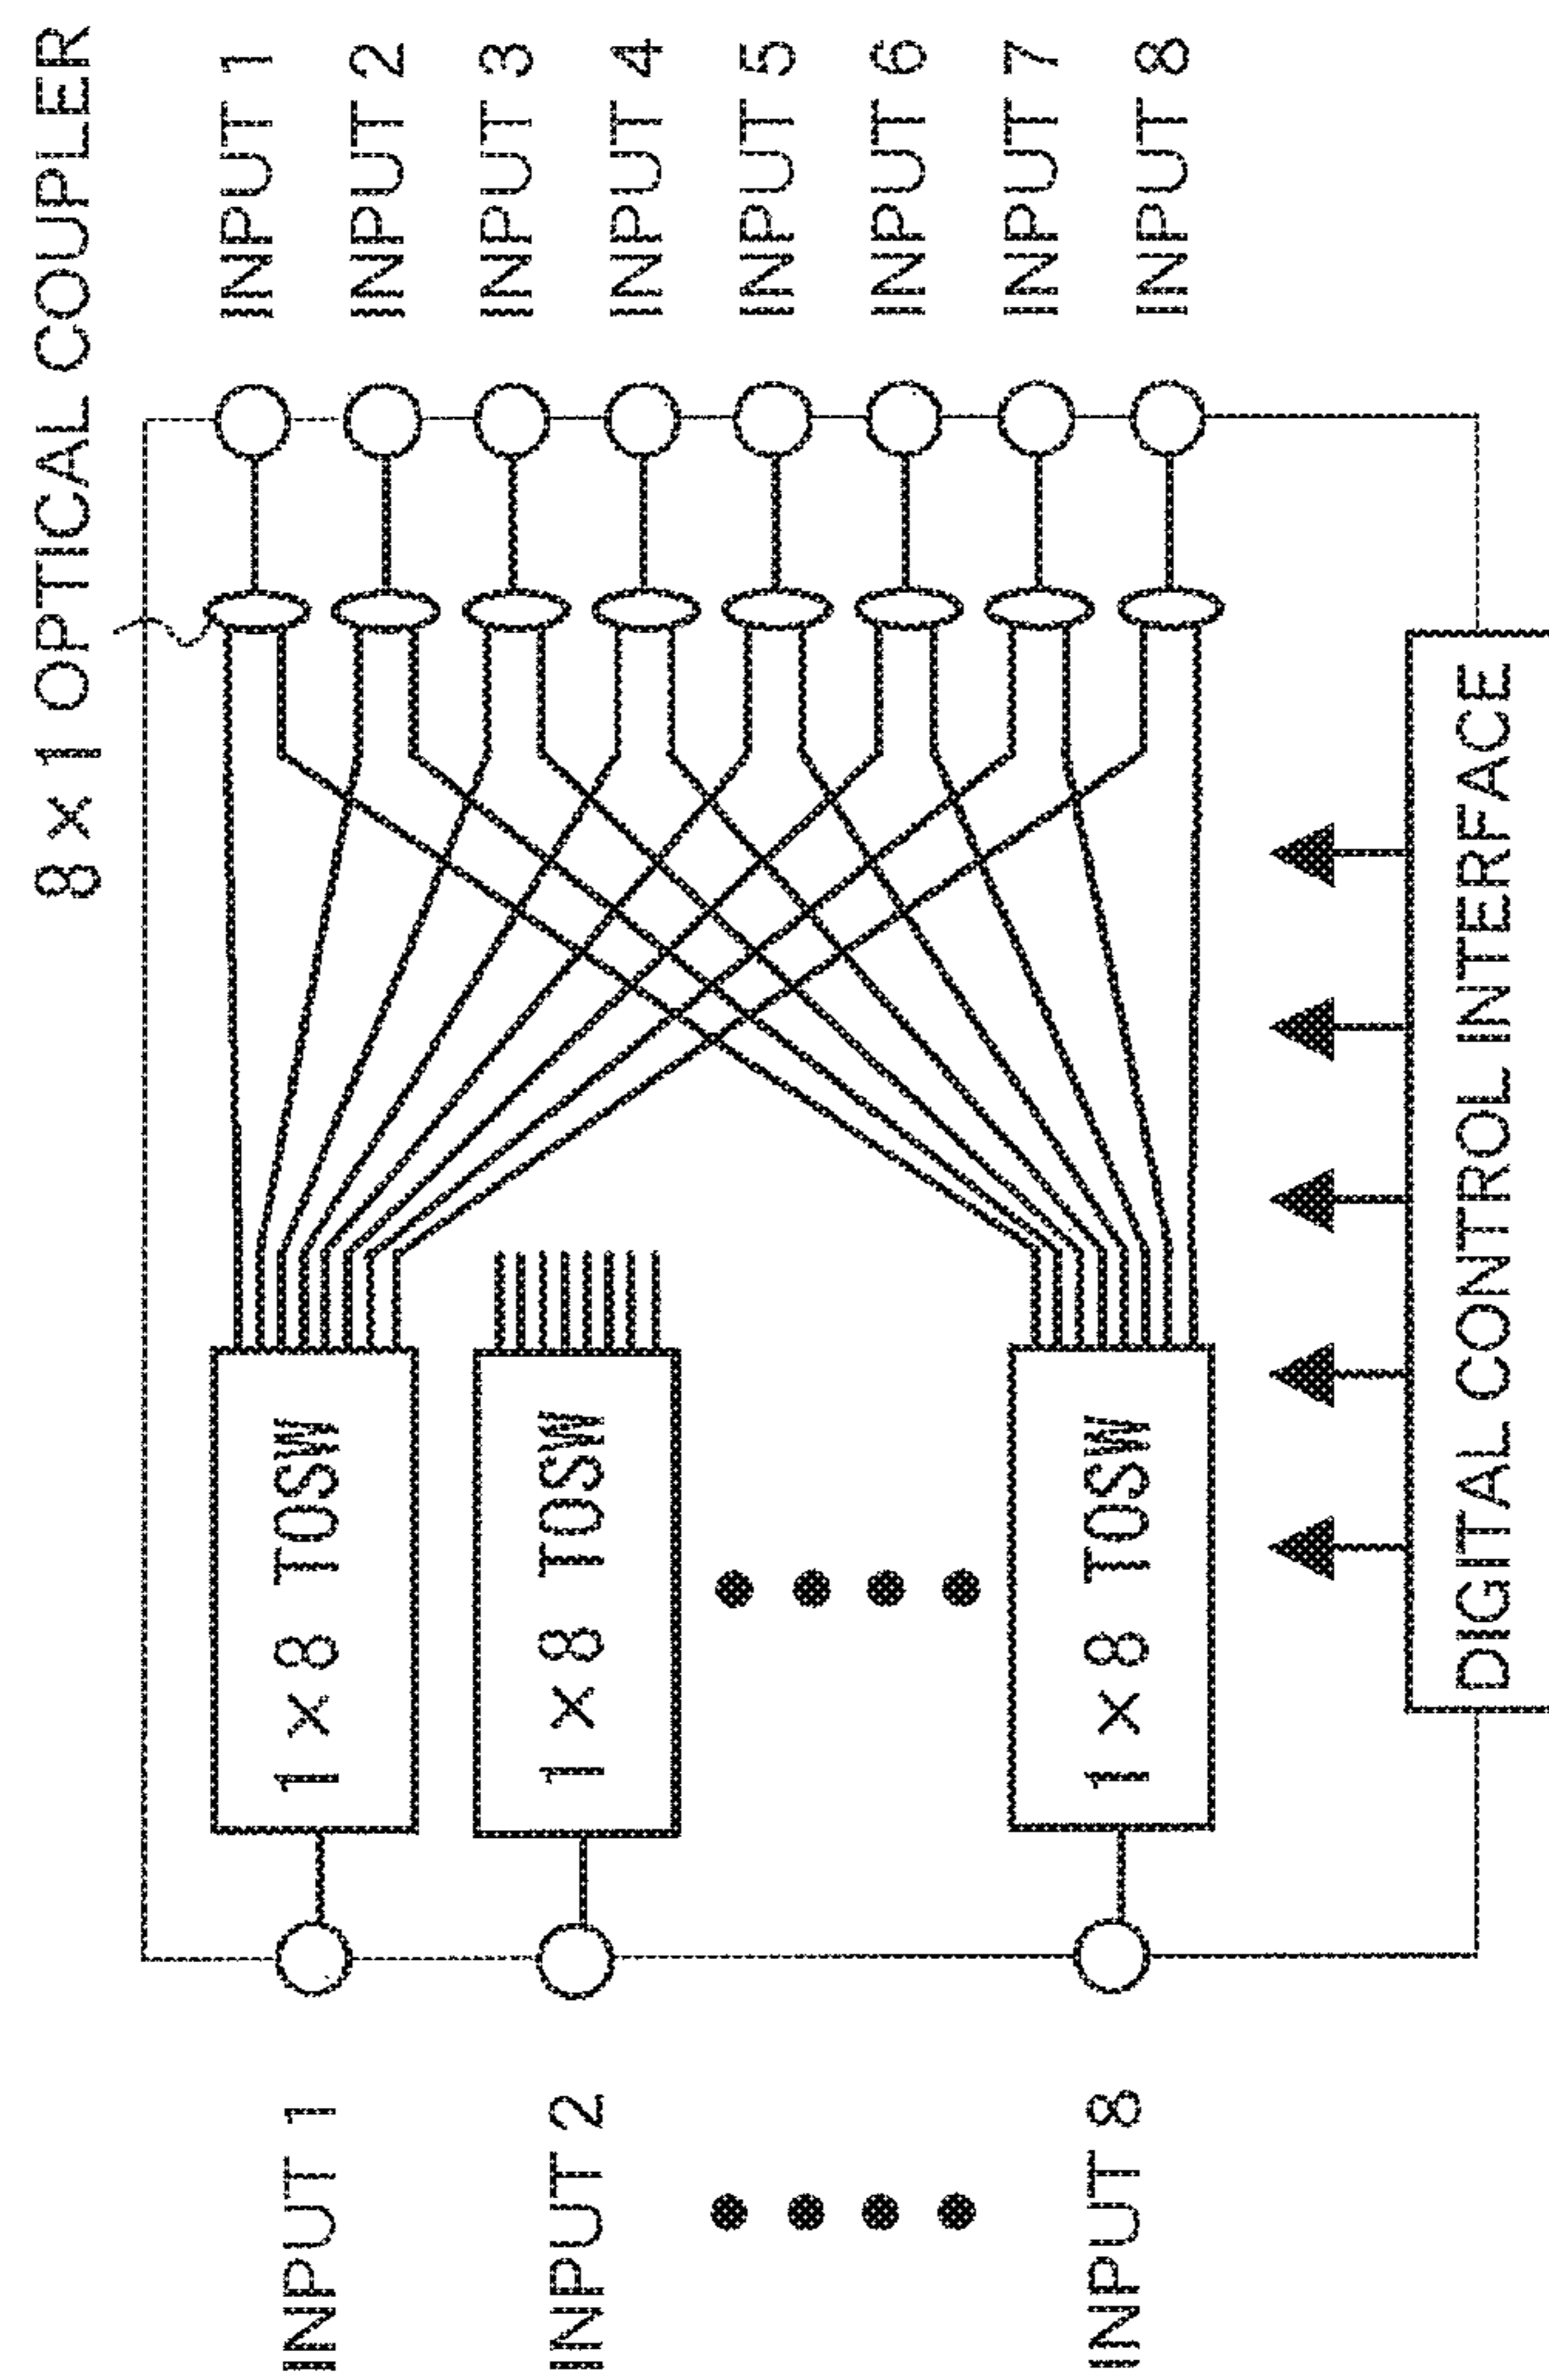 8×1 OPTICAL COUPLER
INPUT 1
1×8 TOSW
INPUT 1
INPUT 2
INPUT 2
1×8 TOSW
INPUT 3
INPUT 4
INPUT 5
INPUT 6
INPUT 7
INPUT 8
1×8 TOSW
INPUT 8
DIGITAL CONTROL INTERFACE